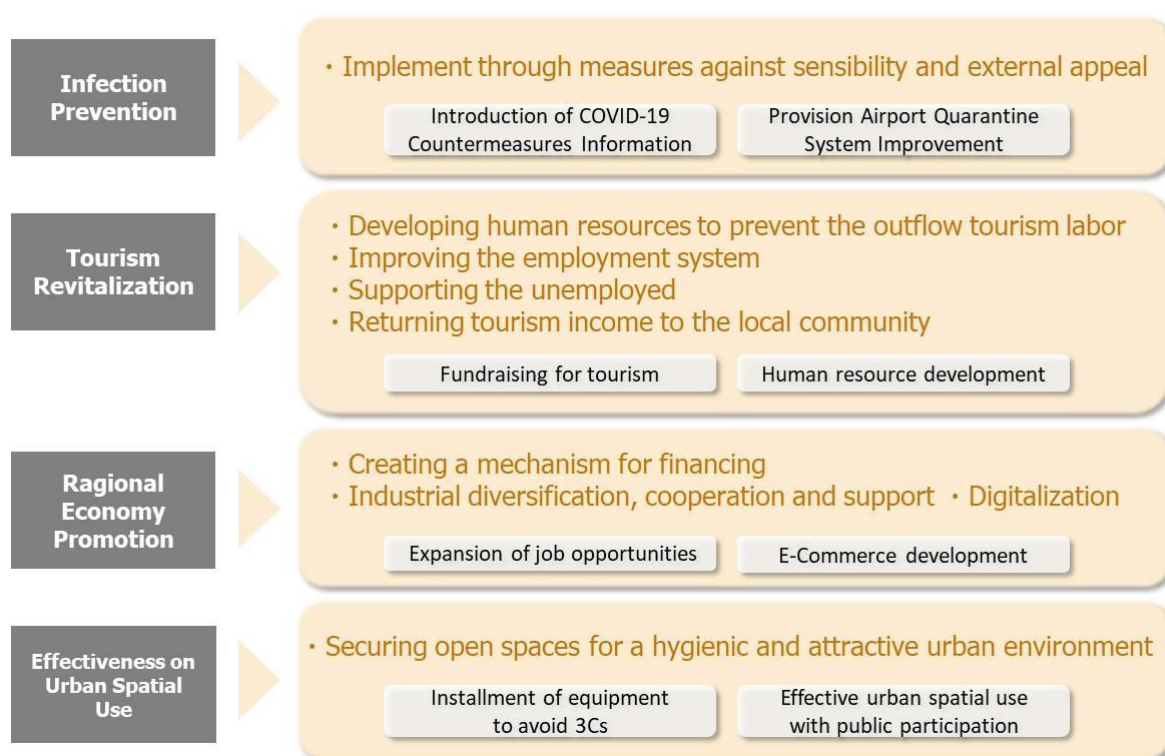 Infection
Prevention
・Implement through measures against sensibility and external appeal
Introduction of COVID-19
Countermeasures Information
Provision Airport Quarantine
System Improvement
Tourism
Revitalization
・Developing human resources to prevent the outflow tourism labor
・Improving the employment system
・Supporting the unemployed
・Returning tourism income to the local community
Fundraising for tourism
Human resource development
Ragional
Economy
Promotion
・Creating a mechanism for financing
・Industrial diversification, cooperation and support ・Digitalization
Expansion of job opportunities
E-Commerce development
Effectiveness on
Urban Spatial
Use
・Securing open spaces for a hygienic and attractive urban environment
Installment of equipment
to avoid 3Cs
Effective urban spatial use
with public participation